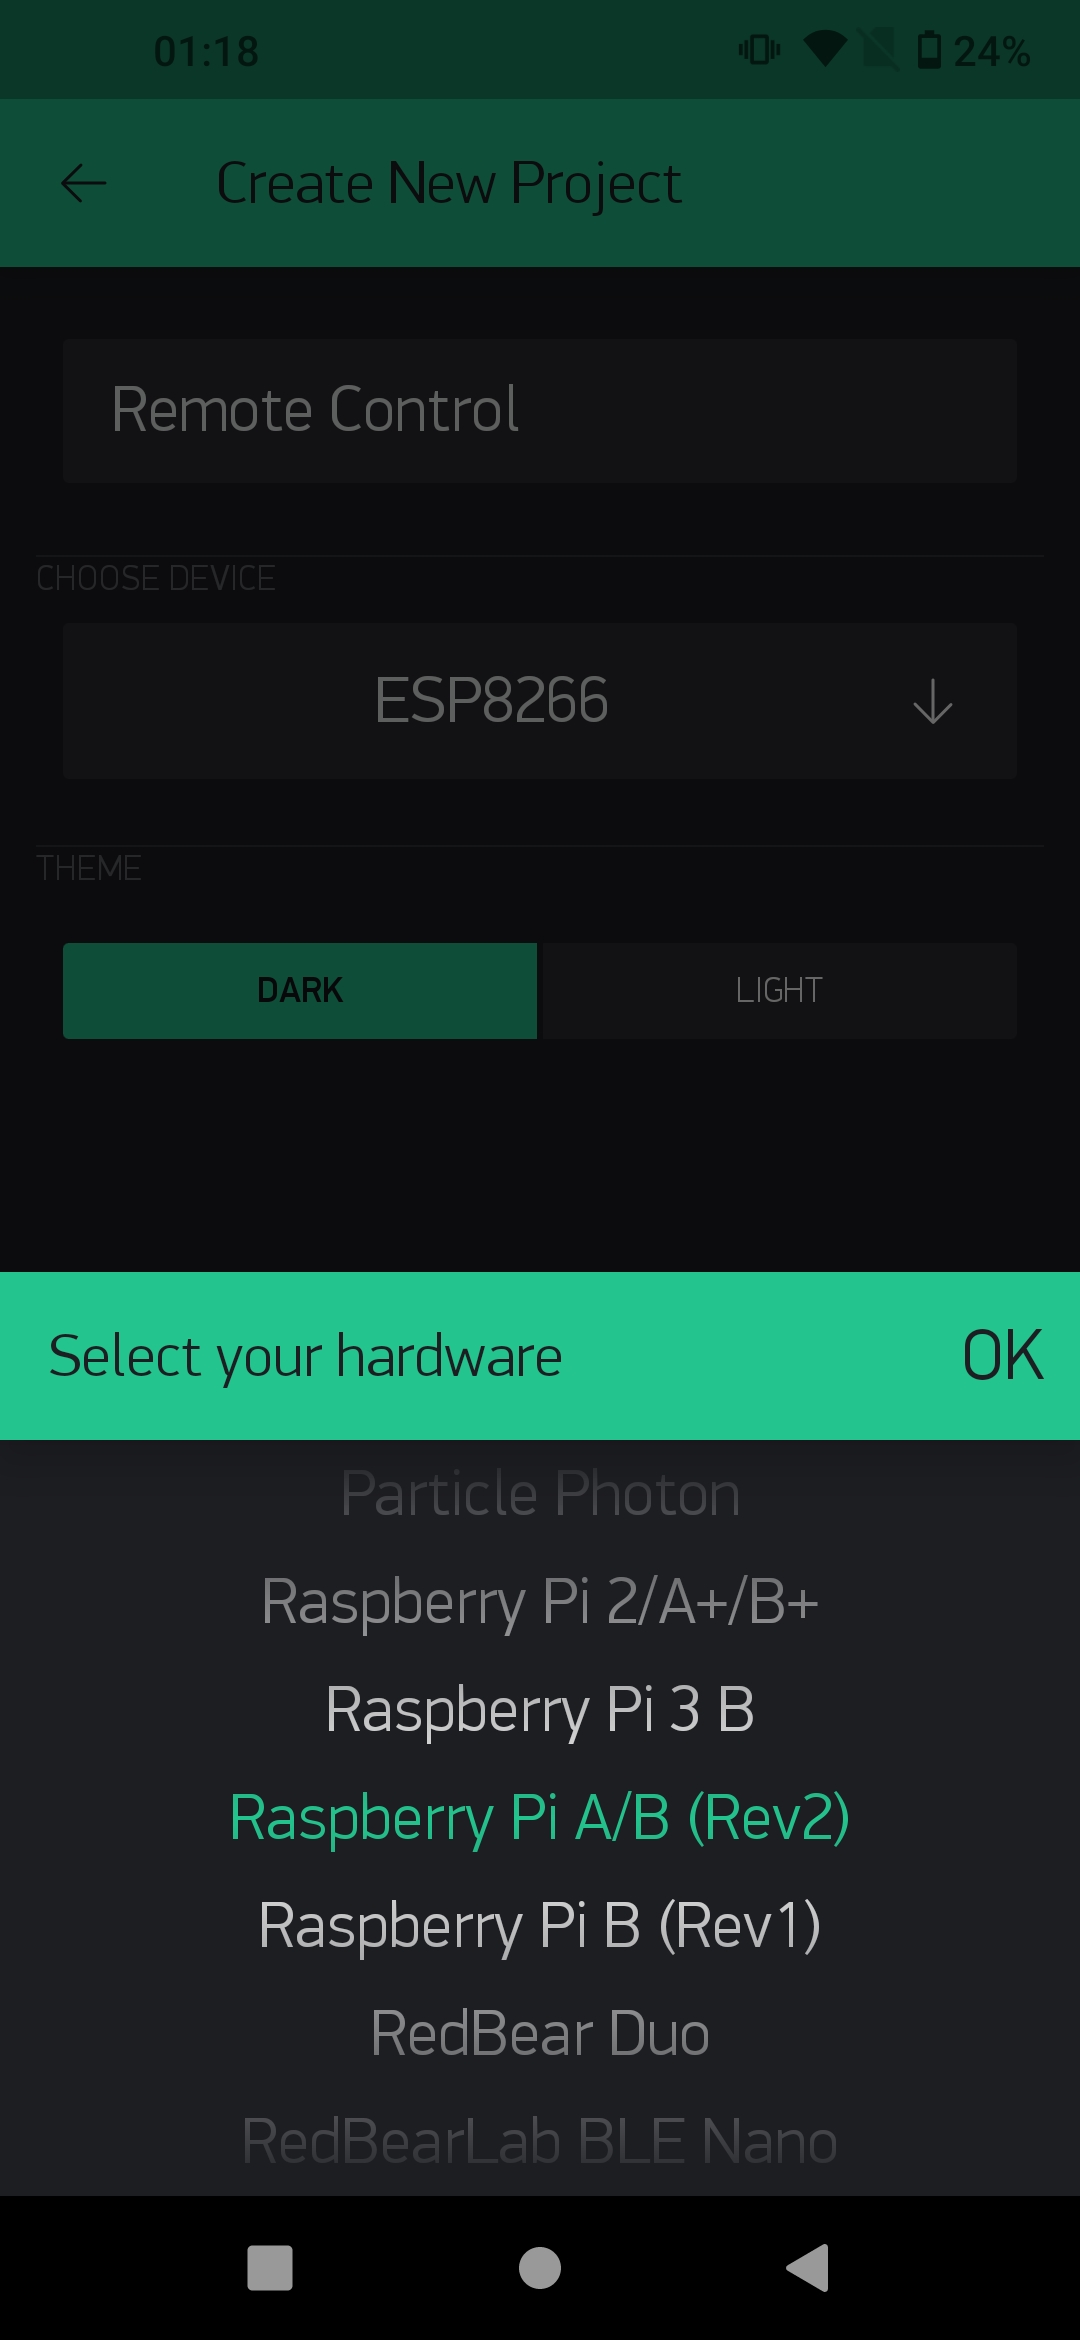 01:18
24%
Create New Project
Remote Control
CHOOSE DEVICE
ESP8266
THEME
DARK
LIGHT
Select your hardware
OK
Particle Photon
Raspberry Pi 2/A+/B+
Raspberry Pi 3 B
Raspberry Pi A/B (Rev2)
Raspberry Pi B (Rev1)
RedBear Duo
RedBearLab BLE Nano